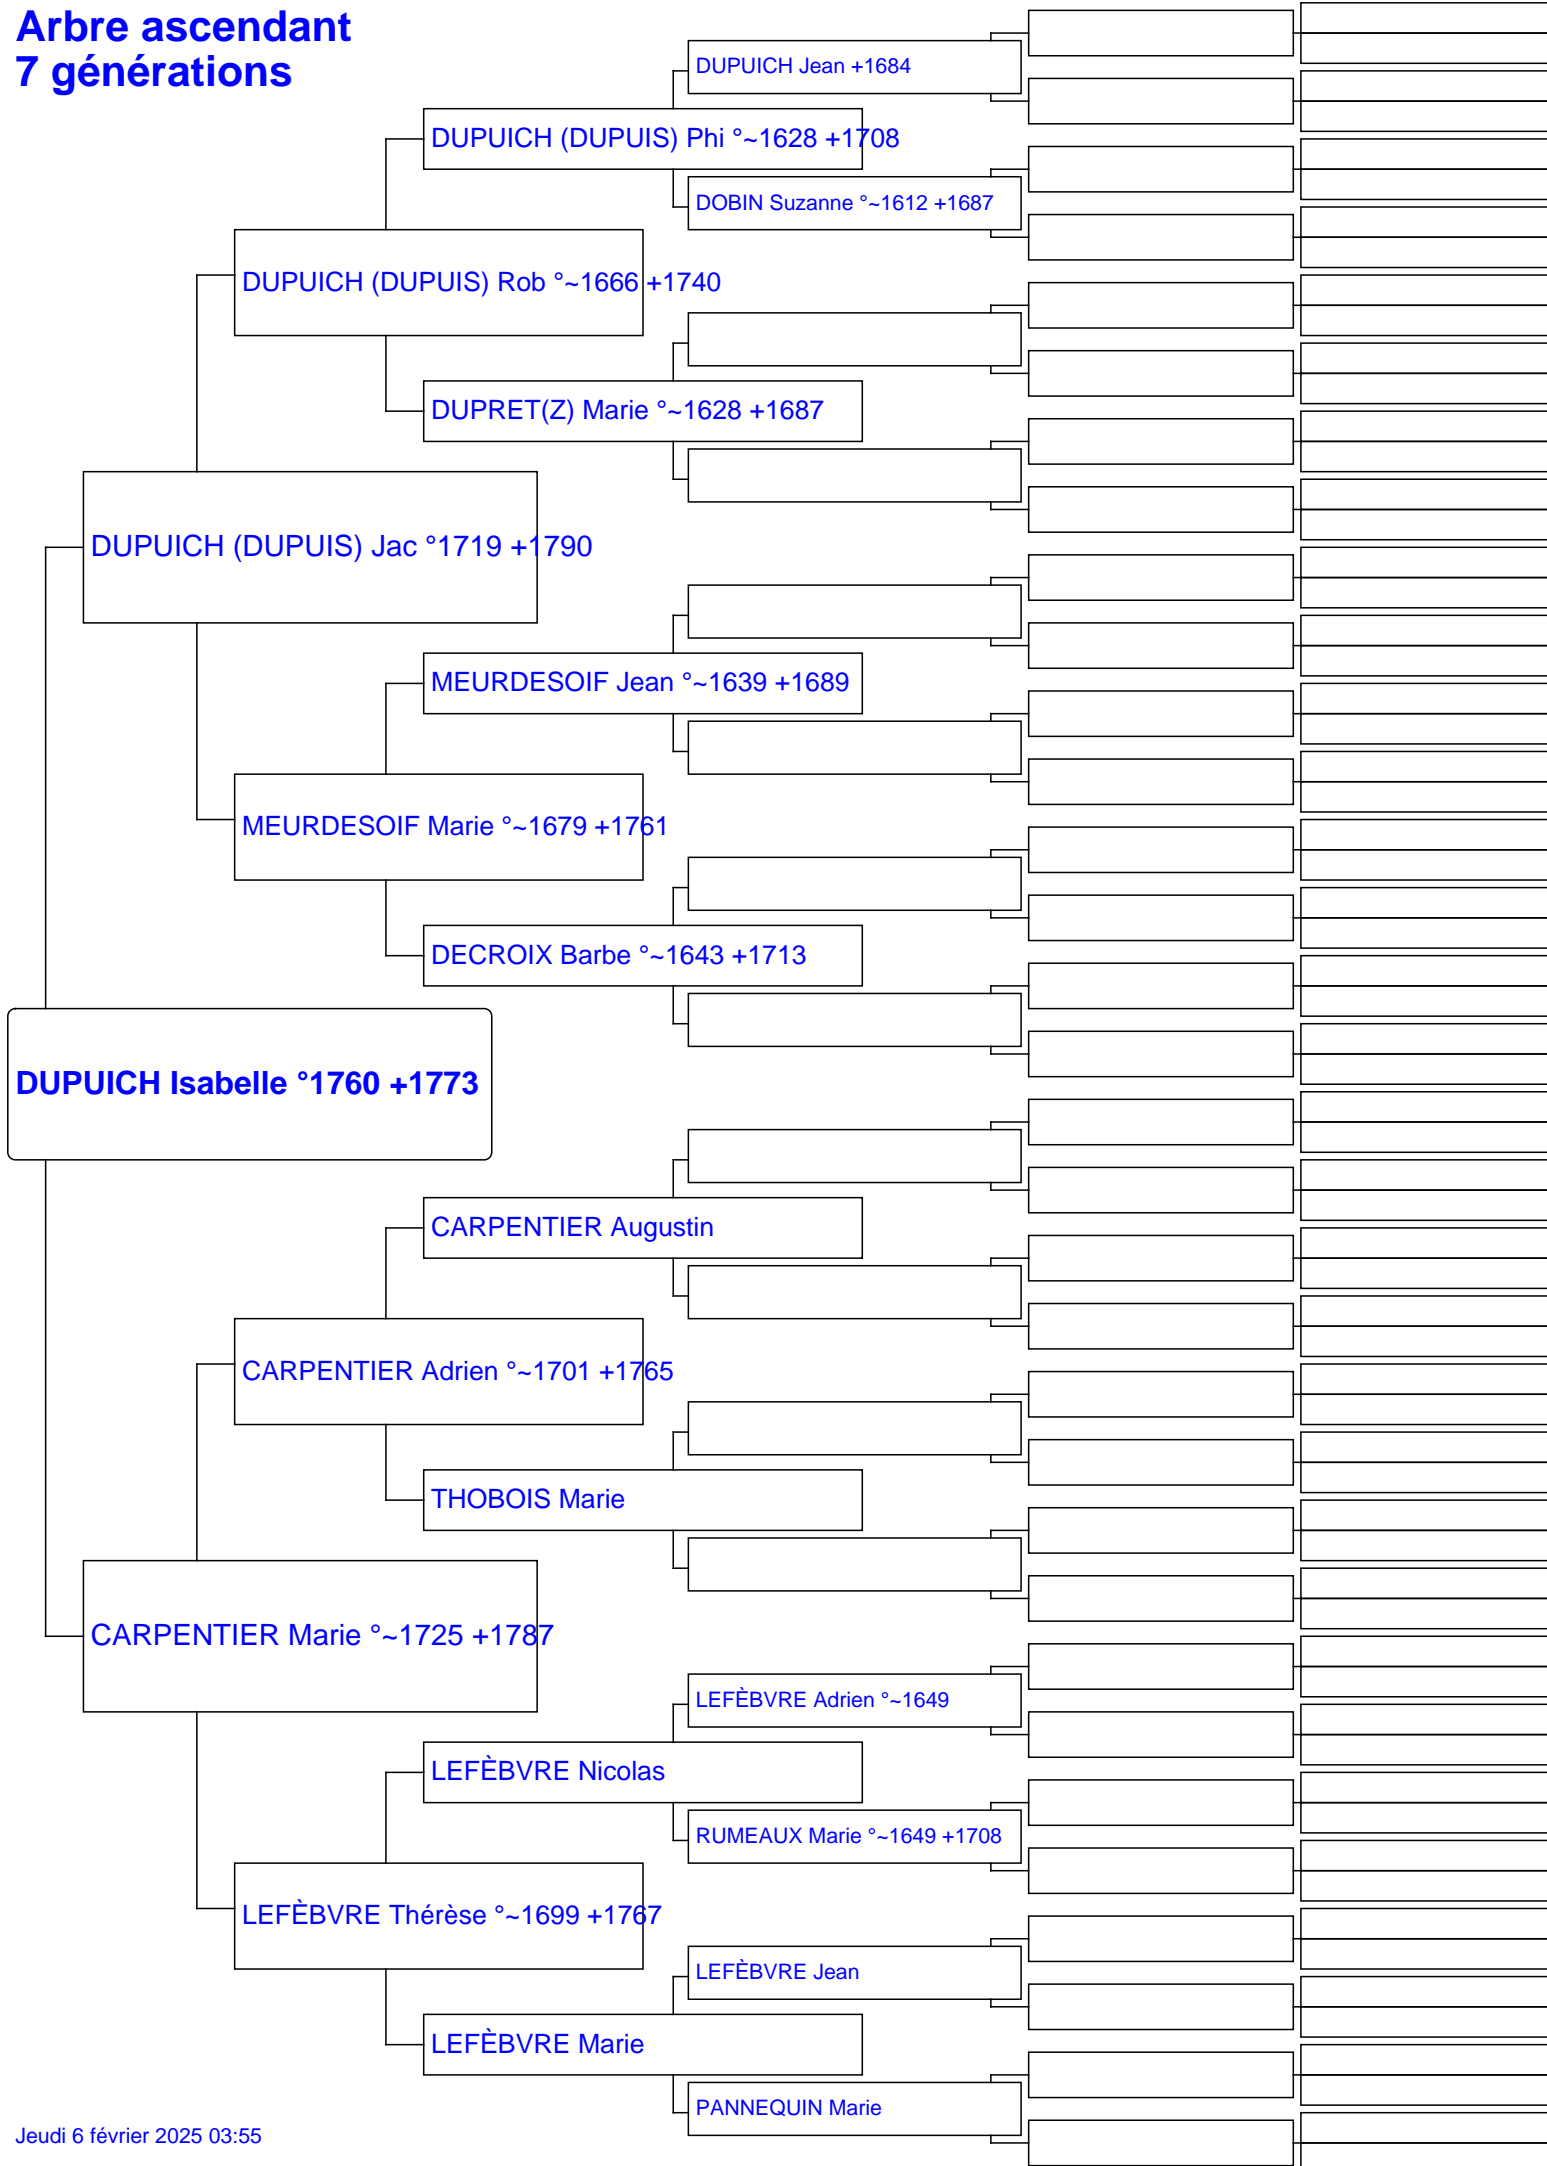 Arbre ascendant
7 générations
DUPUICH Jean +1684
DUPUICH (DUPUIS) Phi °~1628 +1708
DOBIN Suzanne °~1612 +1687
DUPUICH (DUPUIS) Rob °~1666 +1740
DUPRET(Z) Marie °~1628 +1687
DUPUICH (DUPUIS) Jac °1719 +1790
MEURDESOIF Jean °~1639 +1689
MEURDESOIF Marie °~1679 +1761
DECROIX Barbe °~1643 +1713
DUPUICH Isabelle °1760 +1773
CARPENTIER Augustin
CARPENTIER Adrien °~1701 +1765
THOBOIS Marie
CARPENTIER Marie °~1725 +1787
LEFÈBVRE Adrien °~1649
LEFÈBVRE Nicolas
RUMEAUX Marie °~1649 +1708
LEFÈBVRE Thérèse °~1699 +1767
LEFÈBVRE Jean
LEFÈBVRE Marie
PANNEQUIN Marie
Jeudi 6 février 2025 03:55